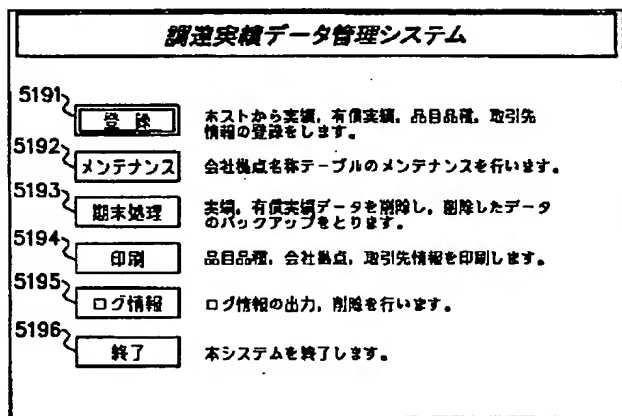 調達実績データ管理システム
5191 登録 ホストから実績，有償実績，品目品種，取引先
情報の登録をします。
5192 メンテナンス 会社拠点名称テーブルのメンテナンスを行います。
5193 期末処理 実績，有償実績データを削除し，削除したデータ
のバックアップをとります。
5194 印刷 品目品種，会社拠点，取引先情報を印刷します。
5195 ログ情報 ログ情報の出力，削除を行います。
5196 終了 本システムを終了します。